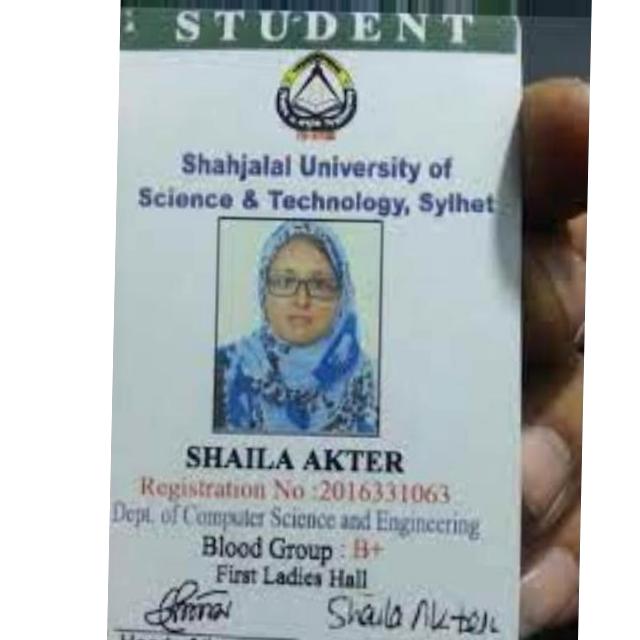 STUDENT
Shahjalal University of
Science & Technology, Sylhet
SHAILA AKTER
Registration No :2016331063
Dept. of Computer Science and Engineering
Blood Group : B+
First Ladies Hall
Shaila Akter